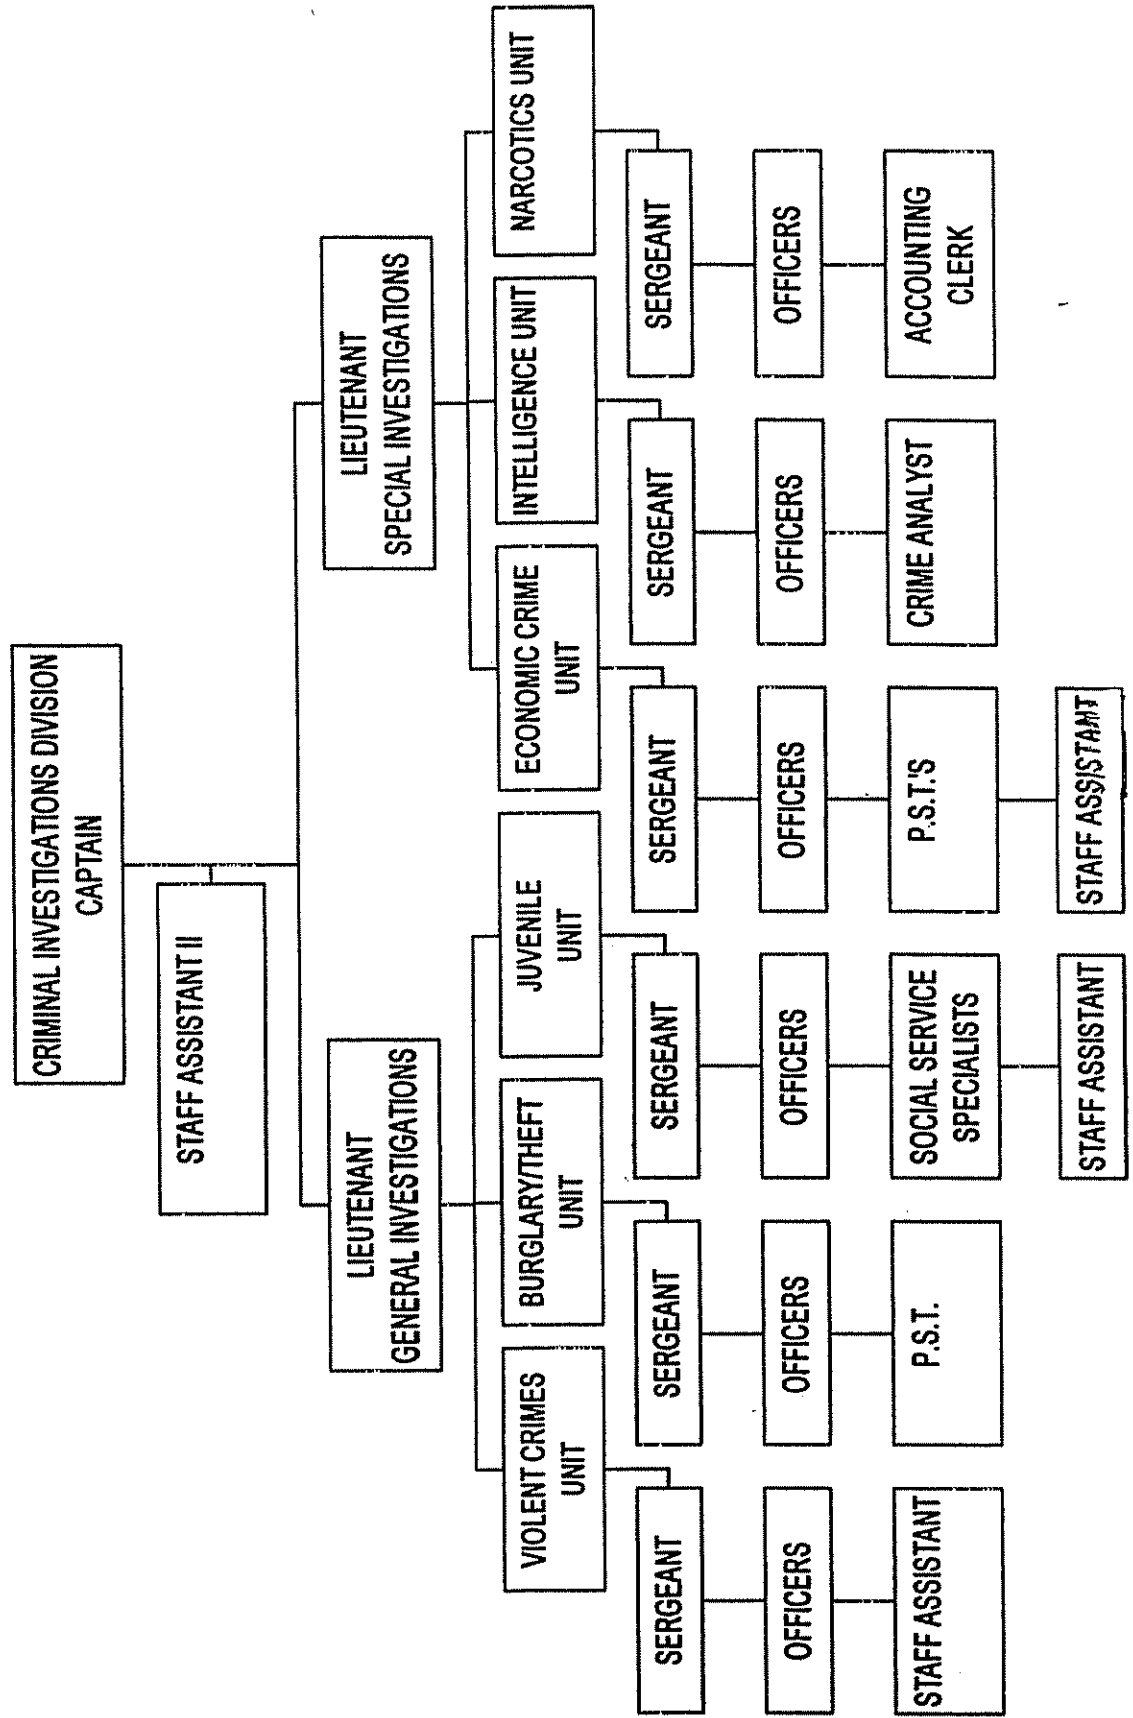 CRIMINAL INVESTIGATIONS DIVISION
CAPTAIN
STAFF ASSISTANT II
LIEUTENANT
GENERAL INVESTIGATIONS
LIEUTENANT
SPECIAL INVESTIGATIONS
VIOLENT CRIMES
UNIT
BURGLARY/THEFT
UNIT
JUVENILE
UNIT
ECONOMIC CRIME
UNIT
INTELLIGENCE UNIT
NARCOTICS UNIT
SERGEANT
SERGEANT
SERGEANT
SERGEANT
SERGEANT
SERGEANT
OFFICERS
OFFICERS
OFFICERS
OFFICERS
OFFICERS
OFFICERS
STAFF ASSISTANT
P.S.T.
SOCIAL SERVICE
SPECIALISTS
P.S.T.'S
CRIME ANALYST
ACCOUNTING
CLERK
STAFF ASSISTANT
STAFF ASSISTANT